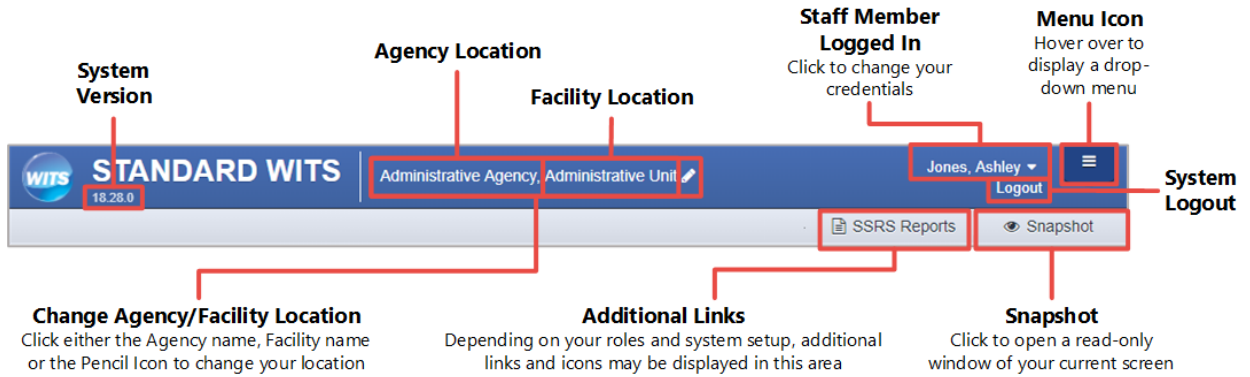 System
Version
Agency Location
Facility Location
Staff Member
Logged In
Click to change your
credentials
Menu Icon
Hover over to
display a drop-
down menu
WITS
STANDARD WITS
18.28.0
Administrative Agency, Administrative Unit
Jones, Ashley
Logout
System
Logout
SSRS Reports
Snapshot
Change Agency/Facility Location
Click either the Agency name, Facility name
or the Pencil Icon to change your location
Additional Links
Depending on your roles and system setup, additional
links and icons may be displayed in this area
Snapshot
Click to open a read-only
window of your current screen